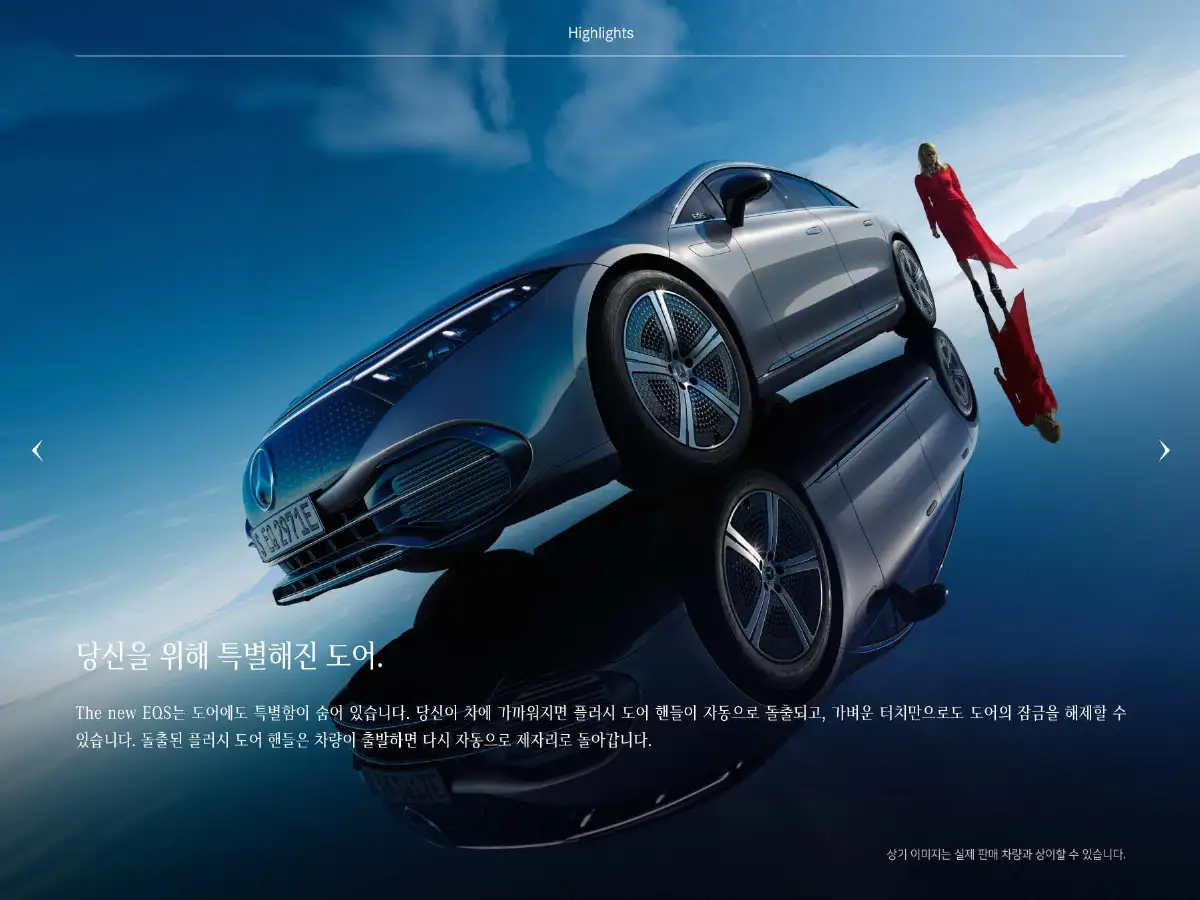 Highlights
EQS
S EQ 2971E
당신을 위해 특별해진 도어.
The new EQS는 도어에도 특별함이 숨어 있습니다. 당신이 차에 가까워지면 플러시 도어 핸들이 자동으로 돌출되고, 가벼운 터치만으로도 도어의 잠금을 해제할 수
있습니다. 돌출된 플러시 도어 핸들은 차량이 출발하면 다시 자동으로 제자리로 돌아갑니다.
상기 이미지는 실제 판매 차량과 상이할 수 있습니다.